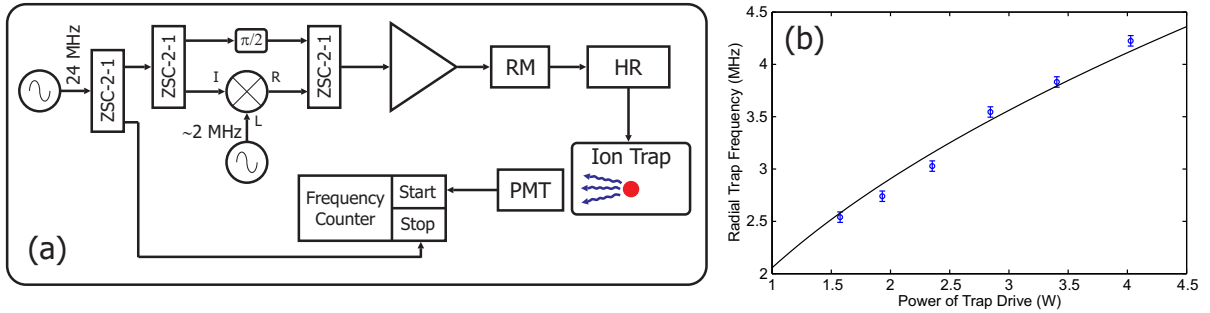 (a)
24 MHz
ZSC-2-1
ZSC-2-1
π/2
I
R
L
~2 MHz
ZSC-2-1
RM
HR
Ion Trap
PMT
Frequency
Counter
Start
Stop
(b)
Radial Trap Frequency (MHz)
4.5
4
3.5
3
2.5
2
1 1.5 2 2.5 3 3.5 4 4.5
Power of Trap Drive (W)